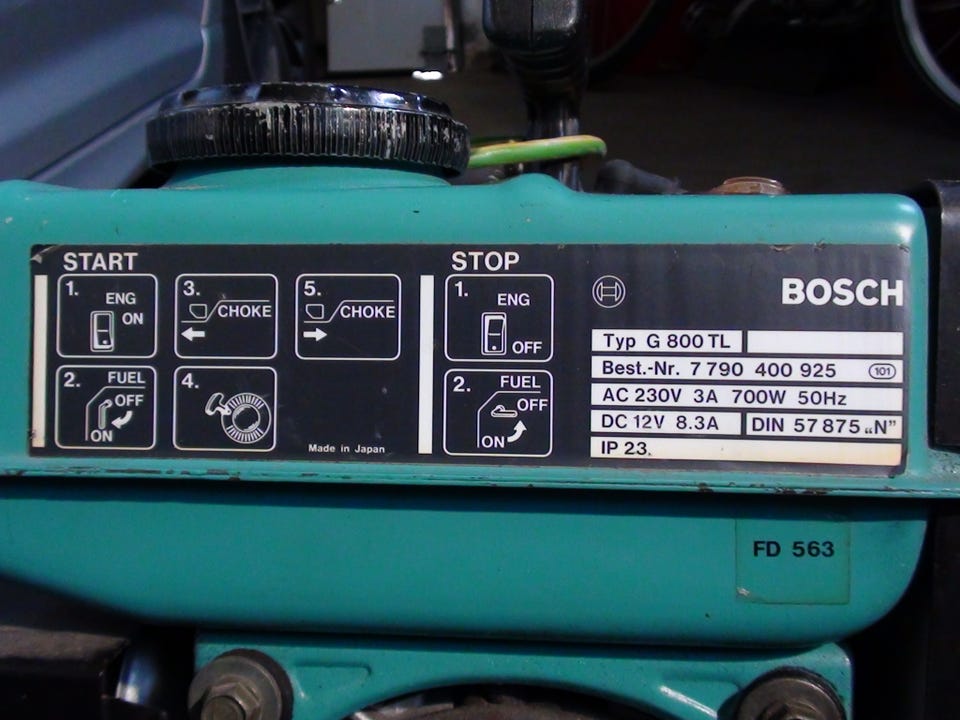 START
1.
ENG
ON
3.
CHOKE
5.
CHOKE
2.
FUEL
OFF
ON
4.
Made in Japan
STOP
1.
ENG
OFF
2.
FUEL
OFF
ON
BOSCH
Typ G 800 TL
Best.-Nr. 7 790 400 925 101
AC 230V 3A 700W 50Hz
DC 12V 8.3A DIN 57 875 „N”
IP 23.
FD 563